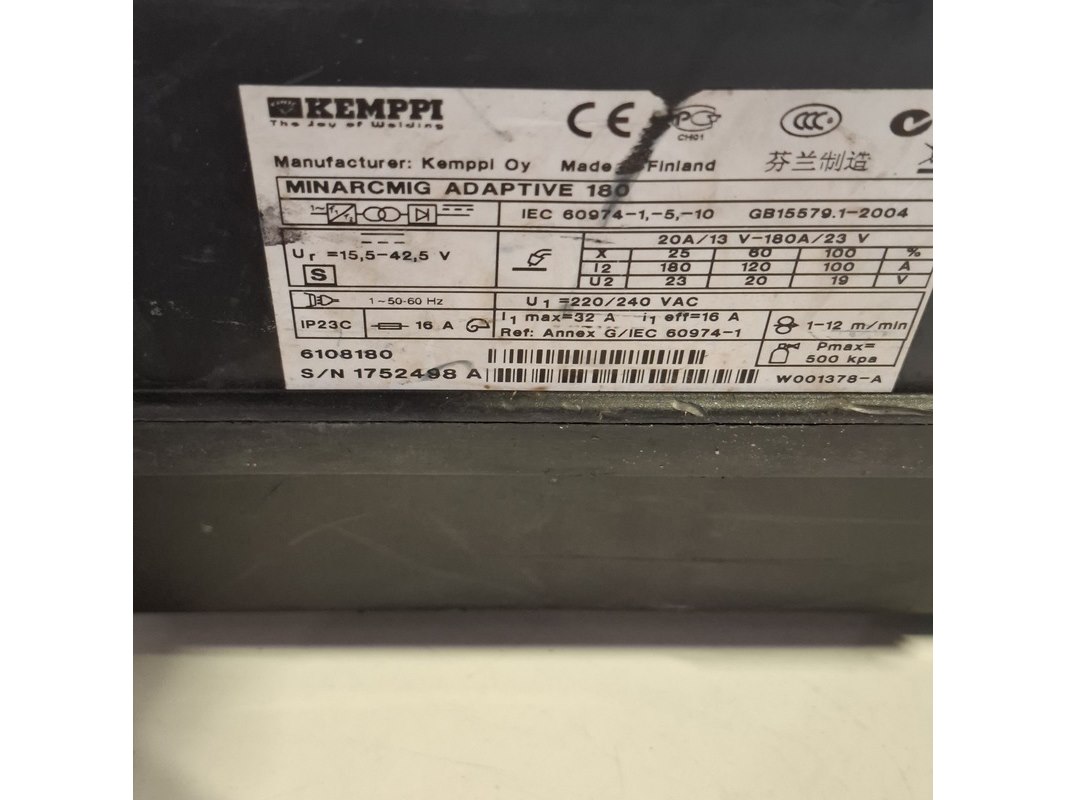 KEMPPI
The Joy of Welding
CE
CH01
CCC
Manufacturer: Kemppi Oy Made Finland 芬兰制造
MINARCMIG ADAPTIVE 180
1~ IEC 60974-1,-5,-10 GB15579.1-2004
Ur =15,5-42,5 V
S
20A/13 V-180A/23 V
X 25 60 100 %
I2 180 120 100 A
U2 23 20 19 V
1~50-60 Hz U1 =220/240 VAC
IP23C 16 A I1 max=32 A I1 eff=16 A 1-12 m/min
Ref: Annex G/IEC 60974-1
Pmax=
500 kpa
6108180
S/N 1752498 A W001378-A